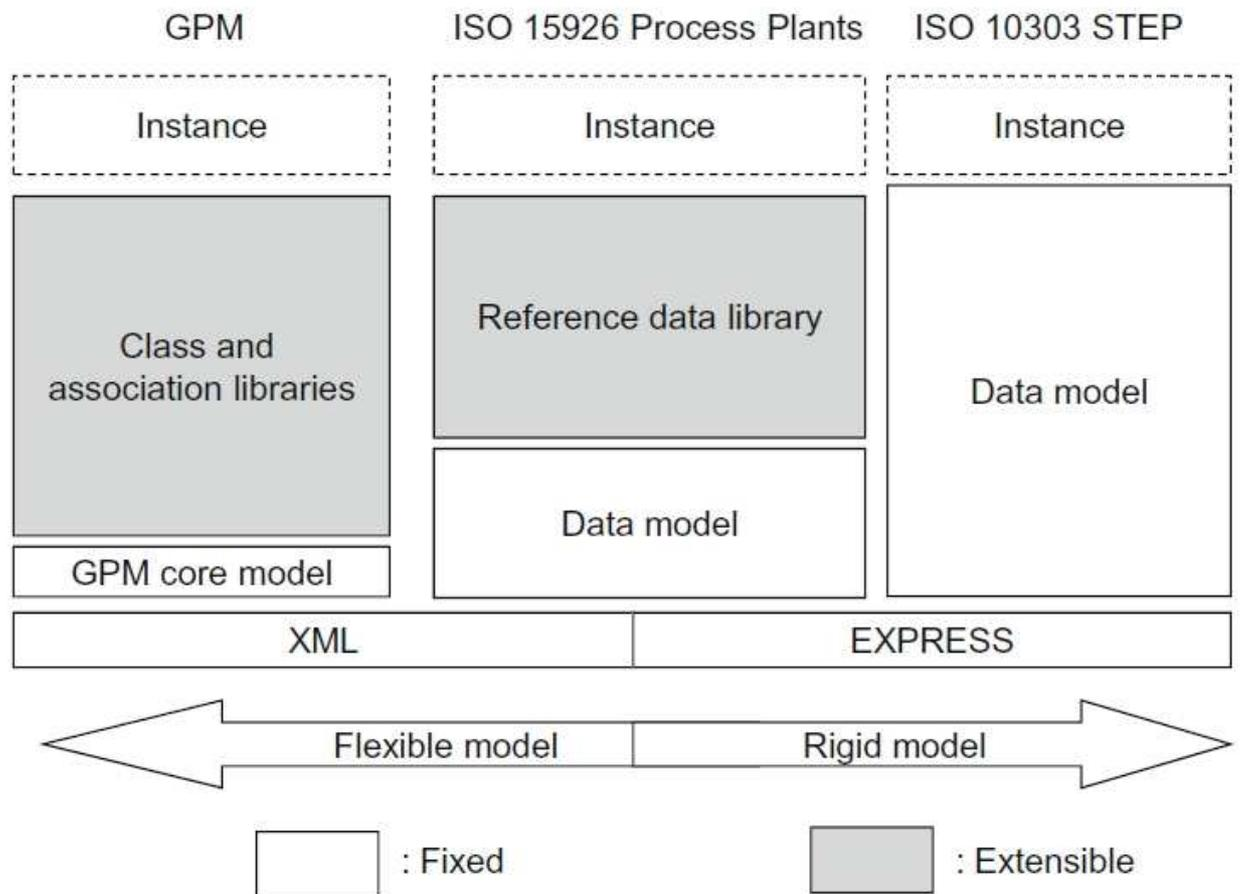 GPM
ISO 15926 Process Plants
ISO 10303 STEP
Instance
Instance
Instance
Class and
association libraries
Reference data library
Data model
Data model
GPM core model
XML
EXPRESS
Flexible model
Rigid model
: Fixed
: Extensible